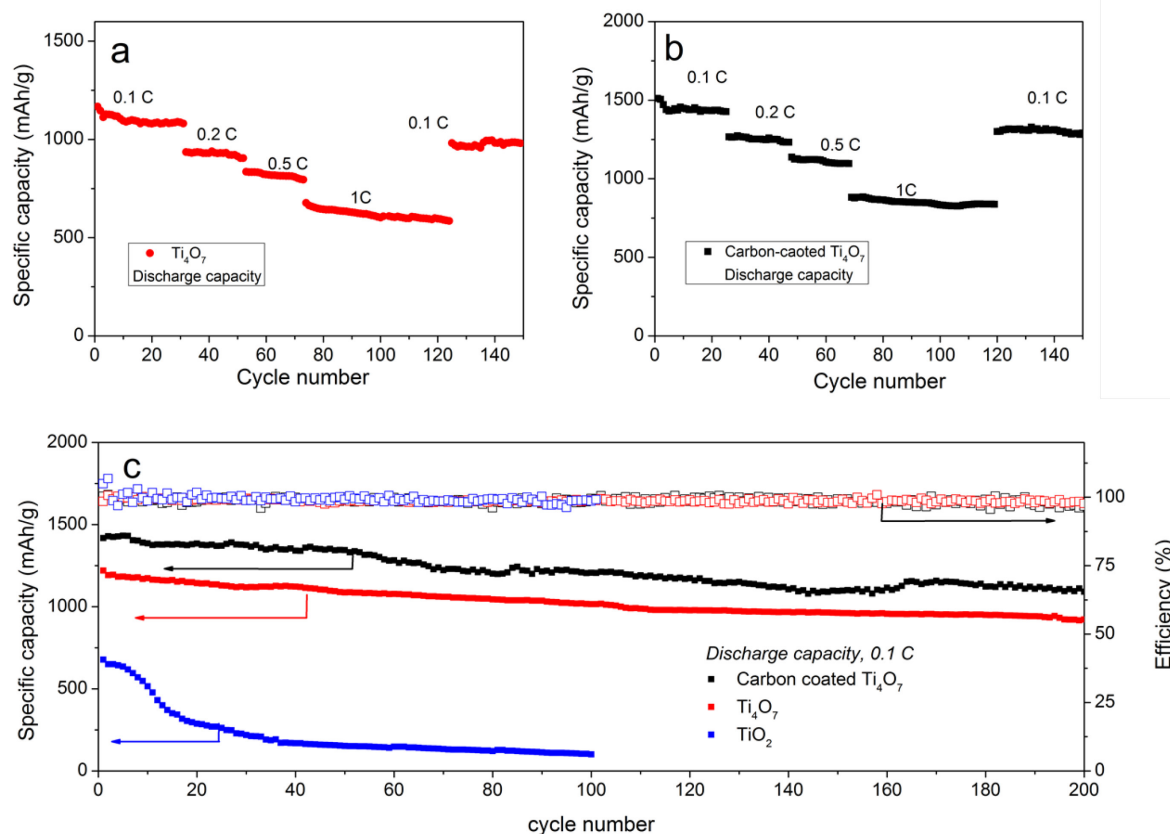 a
1500
1000
500
0
0 20 40 60 80 100 120 140
Specific capacity (mAh/g)
Cycle number
0.1 C
0.2 C
0.5 C
1C
0.1 C
Ti₄O₇
Discharge capacity
b
2000
1500
1000
500
0
0 20 40 60 80 100 120 140
Specific capacity (mAh/g)
Cycle number
0.1 C
0.2 C
0.5 C
1C
0.1 C
Carbon-caoted Ti₄O₇
Discharge capacity
c
2000
1500
1000
500
0
0 20 40 60 80 100 120 140 160 180 200
Specific capacity (mAh/g)
cycle number
100
75
50
25
0
Efficiency (%)
Discharge capacity, 0.1 C
Carbon coated Ti₄O₇
Ti₄O₇
TiO₂